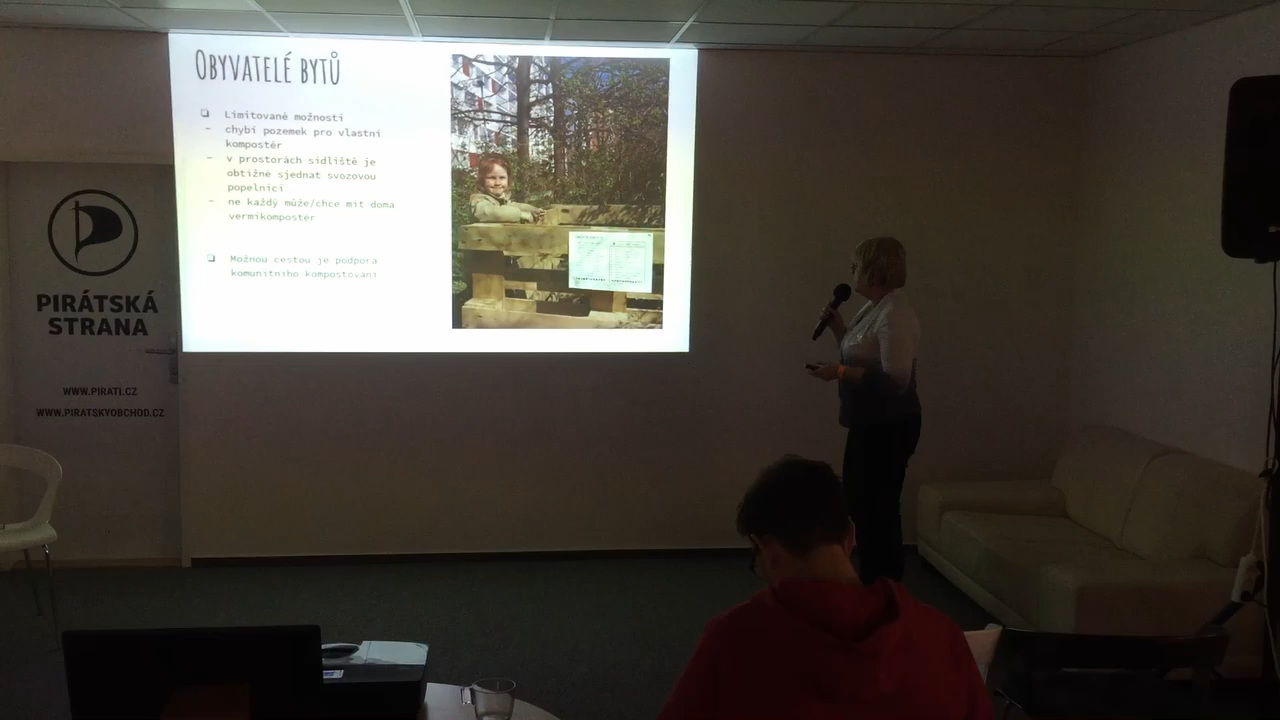 OBYVATELÉ BYTŮ
❑ Limitované možnosti
- chybí pozemek pro vlastní
kompostér
- v prostorách sídliště je
obtížné sjednat svozovou
popelnici
- ne každý může/chce mít doma
vermikompostér
❑ Možnou cestou je podpora
komunitního kompostování
PIRÁTSKÁ
STRANA
WWW.PIRATI.CZ
WWW.PIRATSKYOBCHOD.CZ